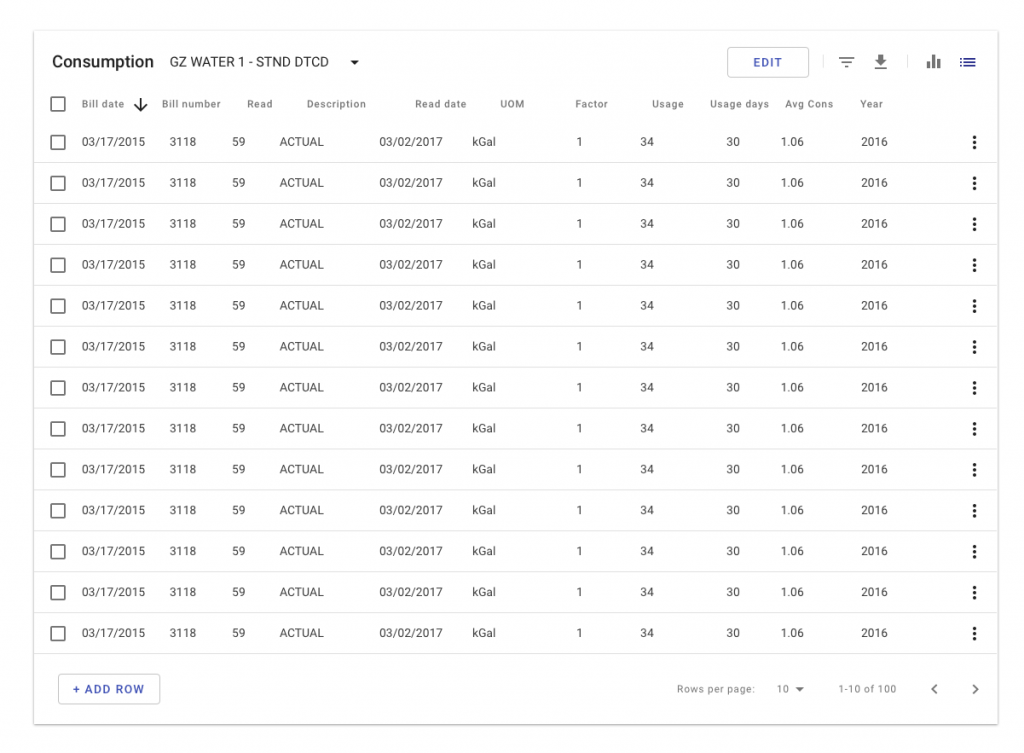 Consumption GZ WATER 1 - STND DTCD EDIT
Bill date Bill number Read Description Read date UOM Factor Usage Usage days Avg Cons Year
03/17/2015 3118 59 ACTUAL 03/02/2017 kGal 1 34 30 1.06 2016
03/17/2015 3118 59 ACTUAL 03/02/2017 kGal 1 34 30 1.06 2016
03/17/2015 3118 59 ACTUAL 03/02/2017 kGal 1 34 30 1.06 2016
03/17/2015 3118 59 ACTUAL 03/02/2017 kGal 1 34 30 1.06 2016
03/17/2015 3118 59 ACTUAL 03/02/2017 kGal 1 34 30 1.06 2016
03/17/2015 3118 59 ACTUAL 03/02/2017 kGal 1 34 30 1.06 2016
03/17/2015 3118 59 ACTUAL 03/02/2017 kGal 1 34 30 1.06 2016
03/17/2015 3118 59 ACTUAL 03/02/2017 kGal 1 34 30 1.06 2016
03/17/2015 3118 59 ACTUAL 03/02/2017 kGal 1 34 30 1.06 2016
03/17/2015 3118 59 ACTUAL 03/02/2017 kGal 1 34 30 1.06 2016
03/17/2015 3118 59 ACTUAL 03/02/2017 kGal 1 34 30 1.06 2016
03/17/2015 3118 59 ACTUAL 03/02/2017 kGal 1 34 30 1.06 2016
03/17/2015 3118 59 ACTUAL 03/02/2017 kGal 1 34 30 1.06 2016
+ ADD ROW Rows per page: 10 1-10 of 100